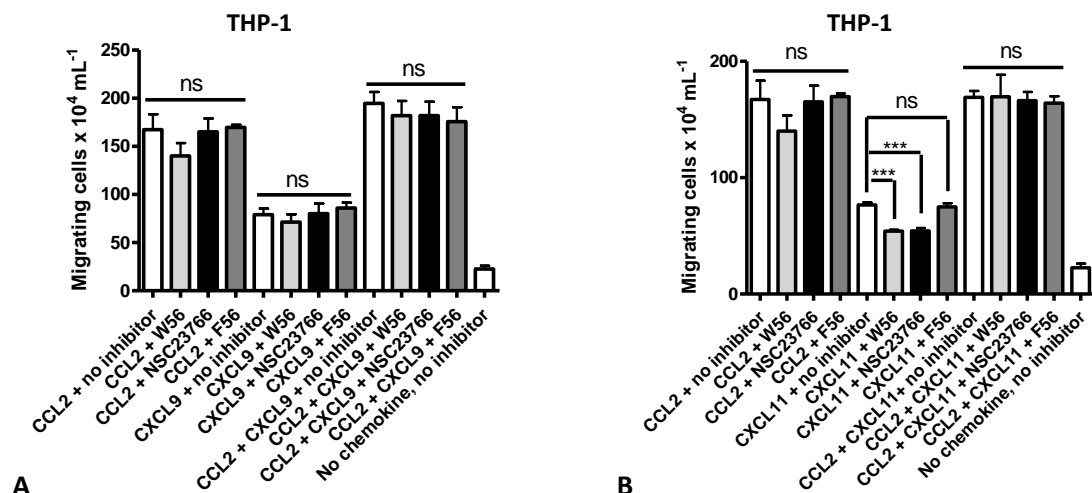 THP-1
Migrating cells x 10⁴ mL⁻¹
250
200
150
100
50
0
ns
ns
ns
CCL2 + no inhibitor
CCL2 + W56
CCL2 + NSC23766
CCL2 + F56
CXCL9 + no inhibitor
CXCL9 + W56
CXCL9 + NSC23766
CXCL9 + F56
CCL2 + CXCL9 + no inhibitor
CCL2 + CXCL9 + W56
CCL2 + CXCL9 + NSC23766
CCL2 + CXCL9 + F56
No chemokine, no inhibitor
A
THP-1
Migrating cells x 10⁴ mL⁻¹
200
100
0
ns
ns
ns
***
***
CCL2 + no inhibitor
CCL2 + W56
CCL2 + NSC23766
CCL2 + F56
CXCL11 + no inhibitor
CXCL11 + W56
CXCL11 + NSC23766
CXCL11 + F56
CCL2 + CXCL11+ no inhibitor
CCL2 + CXCL11 + W56
CCL2 + CXCL11 + NSC23766
CCL2 + CXCL11 + F56
No chemokine, no inhibitor
B